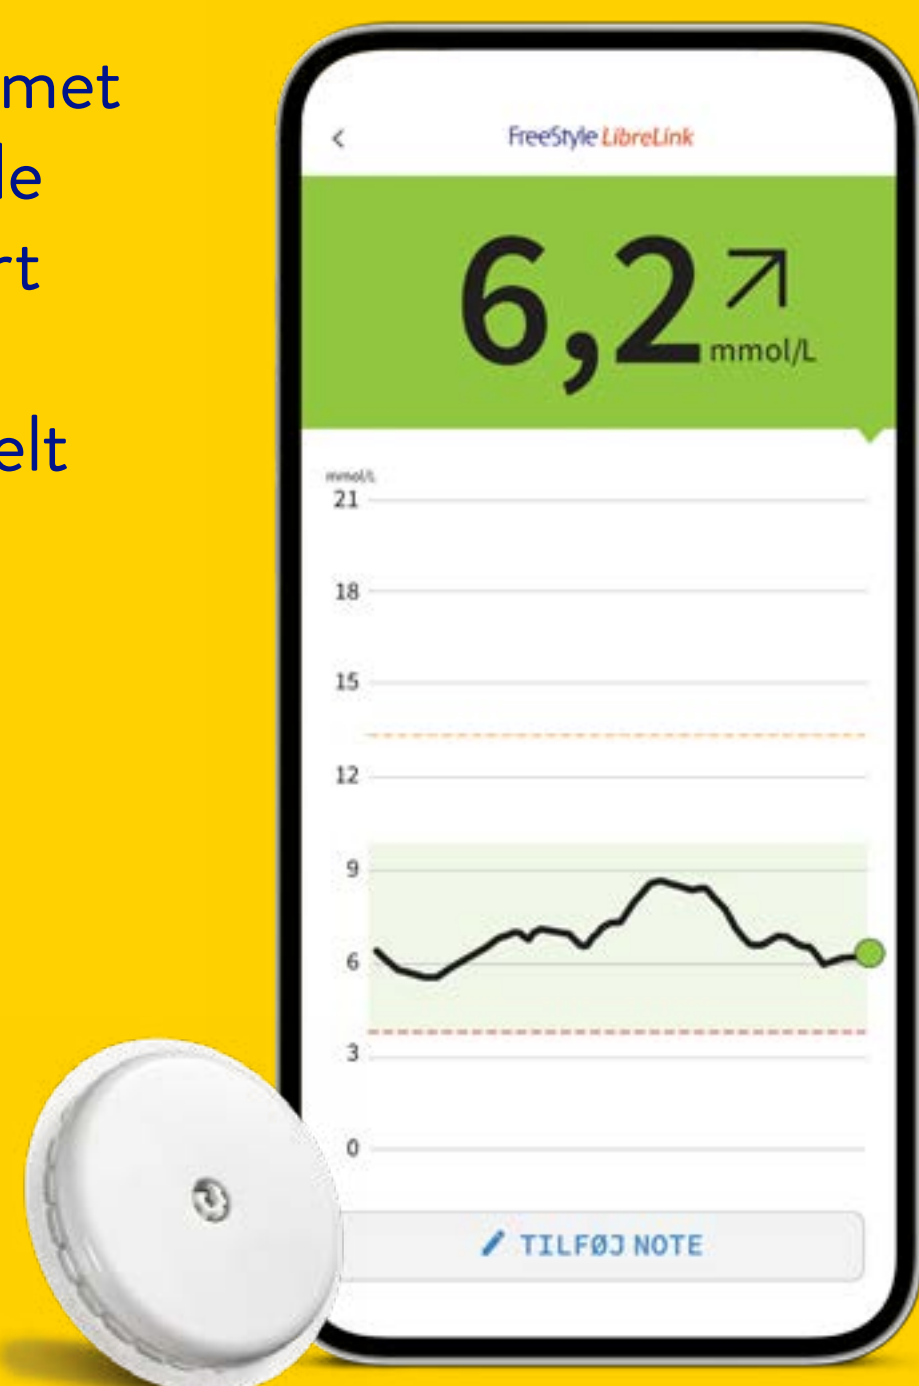 met
le
rt
elt
FreeStyle LibreLink
6,2
mmol/L
mmol/L
21
18
15
12
9
6
3
0
TILFØJ NOTE